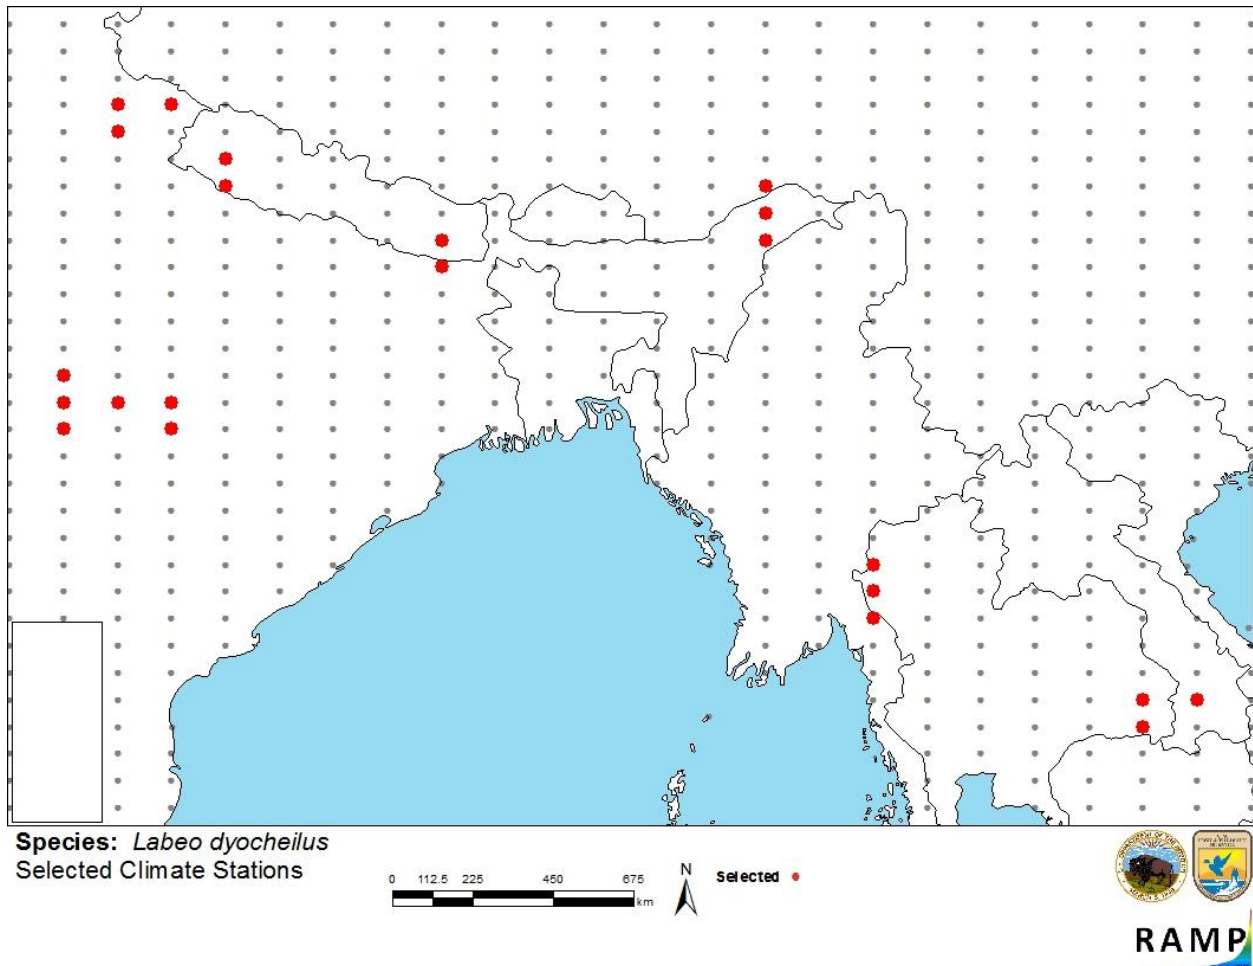 Species: Labeo dyocheilus
Selected Climate Stations
0 112.5 225 450 675
km
N
Selected
RAMP